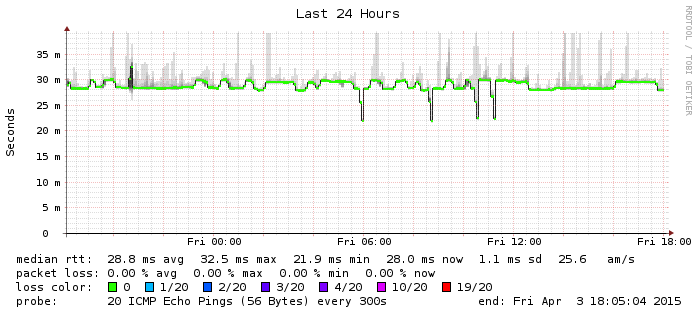 Last 24 Hours
RRDTOOL / TOBI OETIKER
Seconds
35 m
30 m
25 m
20 m
15 m
10 m
5 m
0
Fri 00:00 Fri 06:00 Fri 12:00 Fri 18:00
median rtt: 28.8 ms avg 32.5 ms max 21.9 ms min 28.0 ms now 1.1 ms sd 25.6 am/s
packet loss: 0.00 % avg 0.00 % max 0.00 % min 0.00 % now
loss color: 0 1/20 2/20 3/20 4/20 10/20 19/20
probe: 20 ICMP Echo Pings (56 Bytes) every 300s end: Fri Apr 3 18:05:04 2015